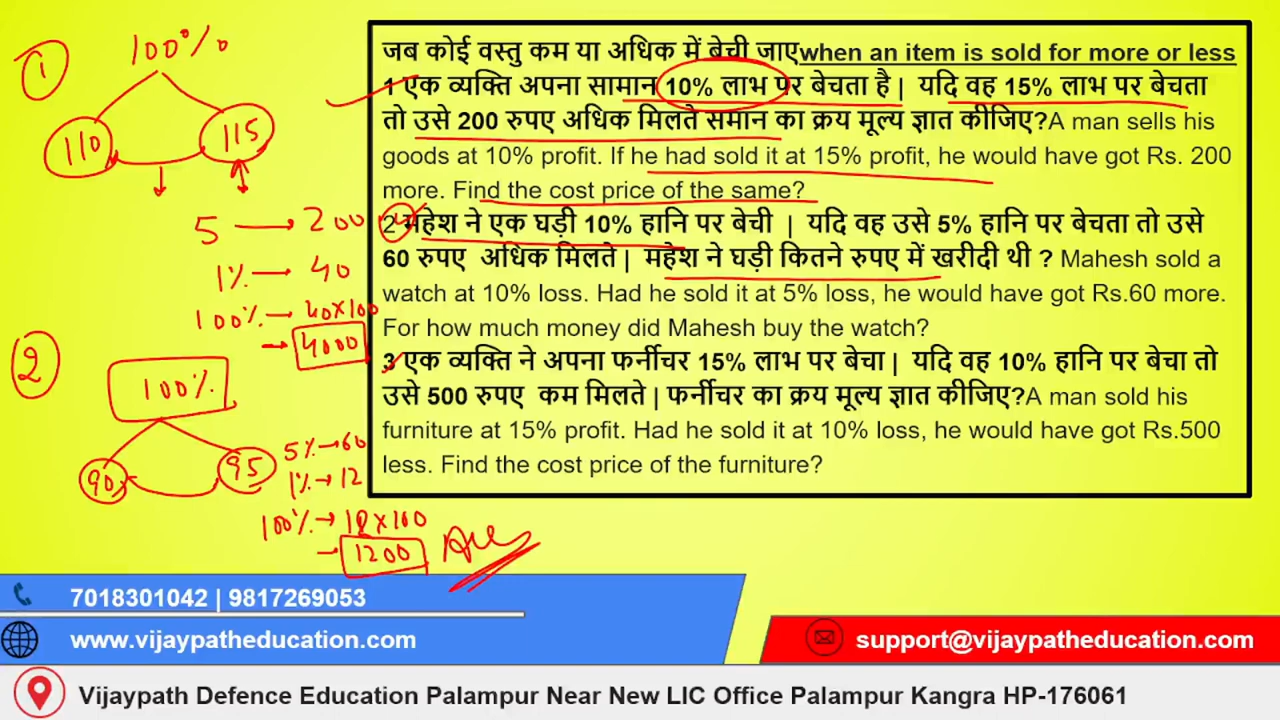 जब कोई वस्तु कम या अधिक में बेची जाएwhen an item is sold for more or less
1 एक व्यक्ति अपना सामान 10% लाभ पर बेचता है | यदि वह 15% लाभ पर बेचता
तो उसे 200 रुपए अधिक मिलते समान का क्रय मूल्य ज्ञात कीजिए?A man sells his
goods at 10% profit. If he had sold it at 15% profit, he would have got Rs. 200
more. Find the cost price of the same?
2 महेश ने एक घड़ी 10% हानि पर बेची | यदि वह उसे 5% हानि पर बेचता तो उसे
60 रुपए अधिक मिलते| महेश ने घड़ी कितने रुपए में खरीदी थी ? Mahesh sold a
watch at 10% loss. Had he sold it at 5% loss, he would have got Rs.60 more.
For how much money did Mahesh buy the watch?
3 एक व्यक्ति ने अपना फर्नीचर 15% लाभ पर बेचा| यदि वह 10% हानि पर बेचा तो
उसे 500 रुपए कम मिलते| फर्नीचर का क्रय मूल्य ज्ञात कीजिए?A man sold his
furniture at 15% profit. Had he sold it at 10% loss, he would have got Rs.500
less. Find the cost price of the furniture?
1
100%
110 115
5 → 200
1% → 40
100% → 40×100
→ 4000
2
100%
90 95
5% → 60
1% → 12
100% → 12×100
→ 1200 Ans
7018301042 | 9817269053
www.vijaypatheducation.com
support@vijaypatheducation.com
Vijaypath Defence Education Palampur Near New LIC Office Palampur Kangra HP-176061